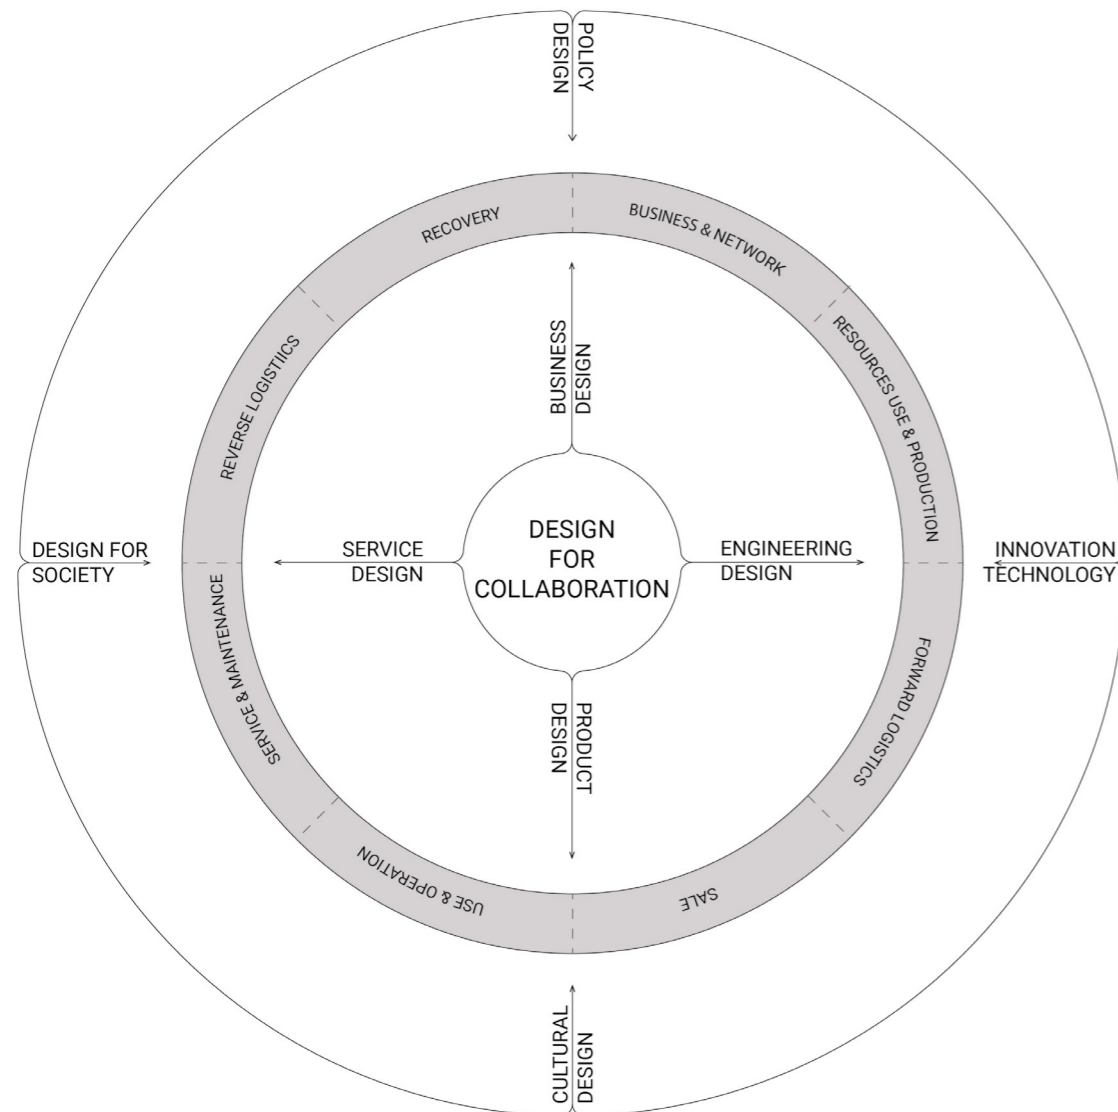 POLICY
DESIGN
RECOVERY
BUSINESS & NETWORK
RESOURCES USE & PRODUCTION
FORWARD LOGISTICS
SALE
USE & OPERATION
SERVICE & MAINTENANCE
REVERSE LOGISTIICS
BUSINESS
DESIGN
DESIGN
FOR
COLLABORATION
SERVICE
DESIGN
ENGINEERING
DESIGN
PRODUCT
DEISIGN
DESIGN FOR
SOCIETY
INNOVATION
TECHNOLOGY
CULTURAL
DESIGN